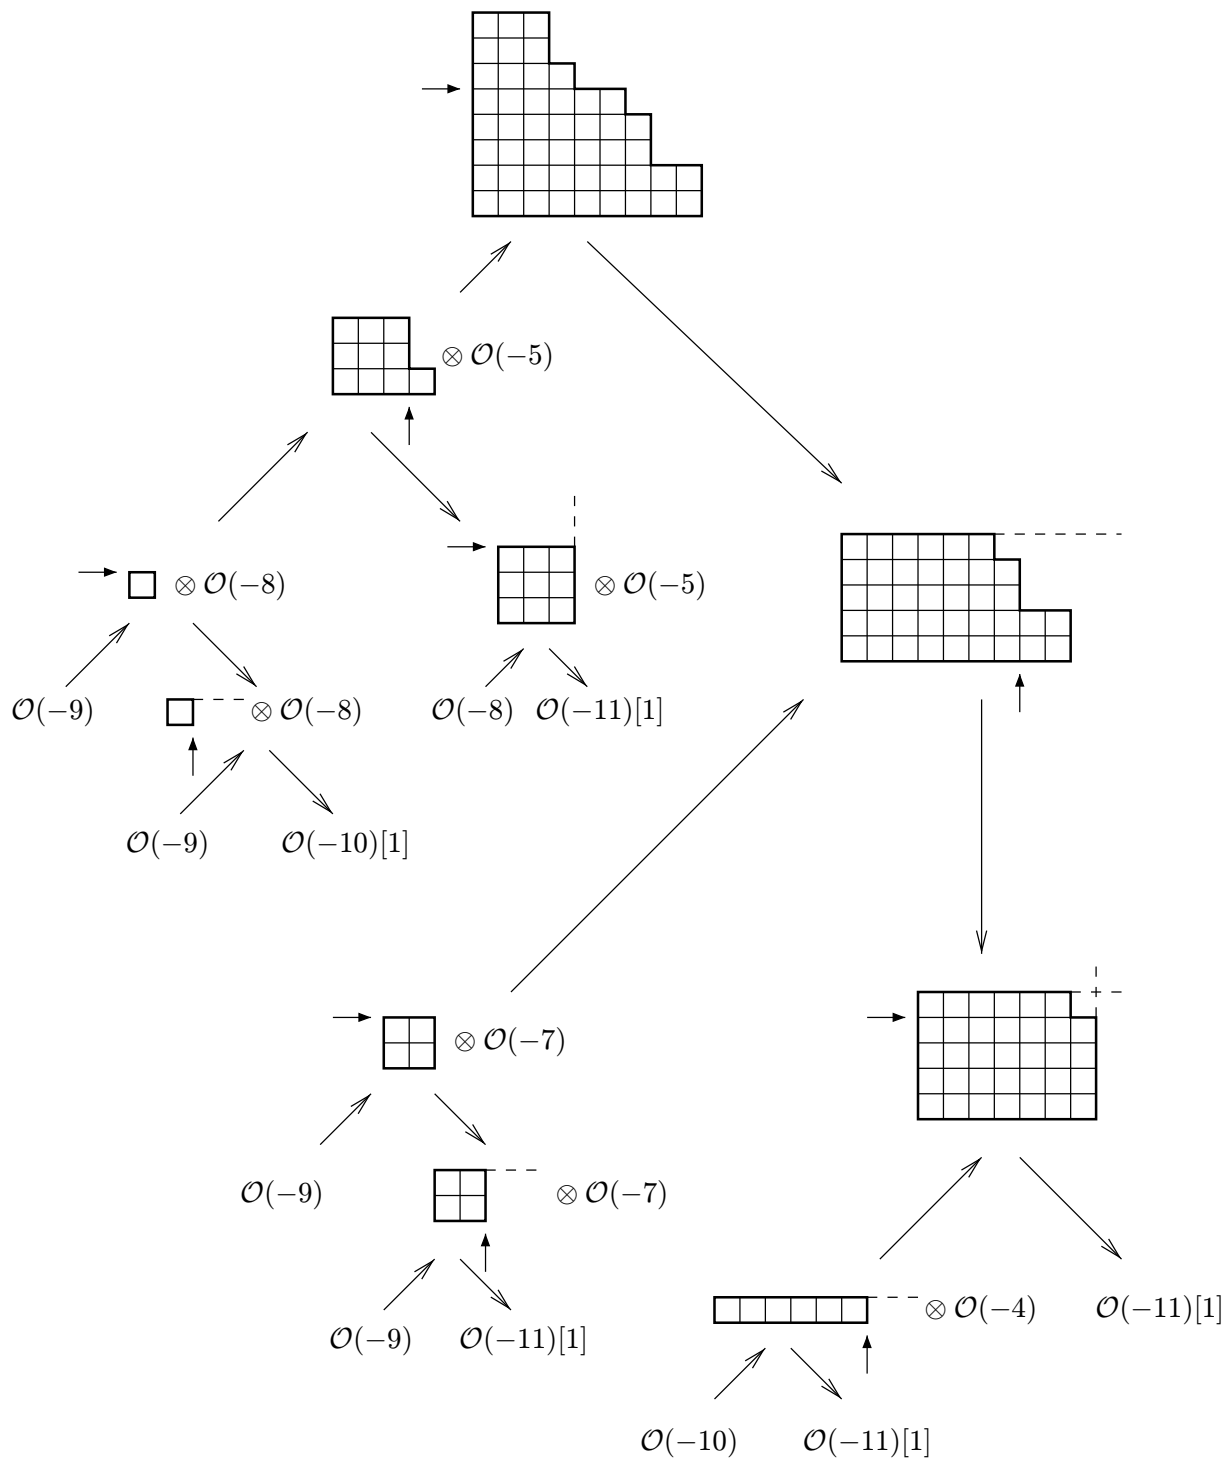 ⊗ 𝒪(−5)
⊗ 𝒪(−8)
⊗ 𝒪(−5)
𝒪(−9)
⊗ 𝒪(−8)
𝒪(−8)
𝒪(−11)[1]
𝒪(−9)
𝒪(−10)[1]
⊗ 𝒪(−7)
𝒪(−9)
⊗ 𝒪(−7)
⊗ 𝒪(−4)
𝒪(−11)[1]
𝒪(−9)
𝒪(−11)[1]
𝒪(−10)
𝒪(−11)[1]